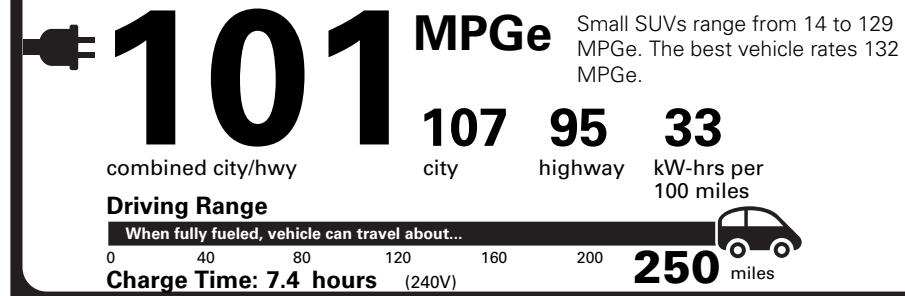 101 MPGe
Small SUVs range from 14 to 129
MPGe. The best vehicle rates 132
MPGe.
107 95 33
combined city/hwy city highway kW-hrs per
100 miles
Driving Range
When fully fueled, vehicle can travel about...
0 40 80 120 160 200 250 miles
Charge Time: 7.4 hours (240V)